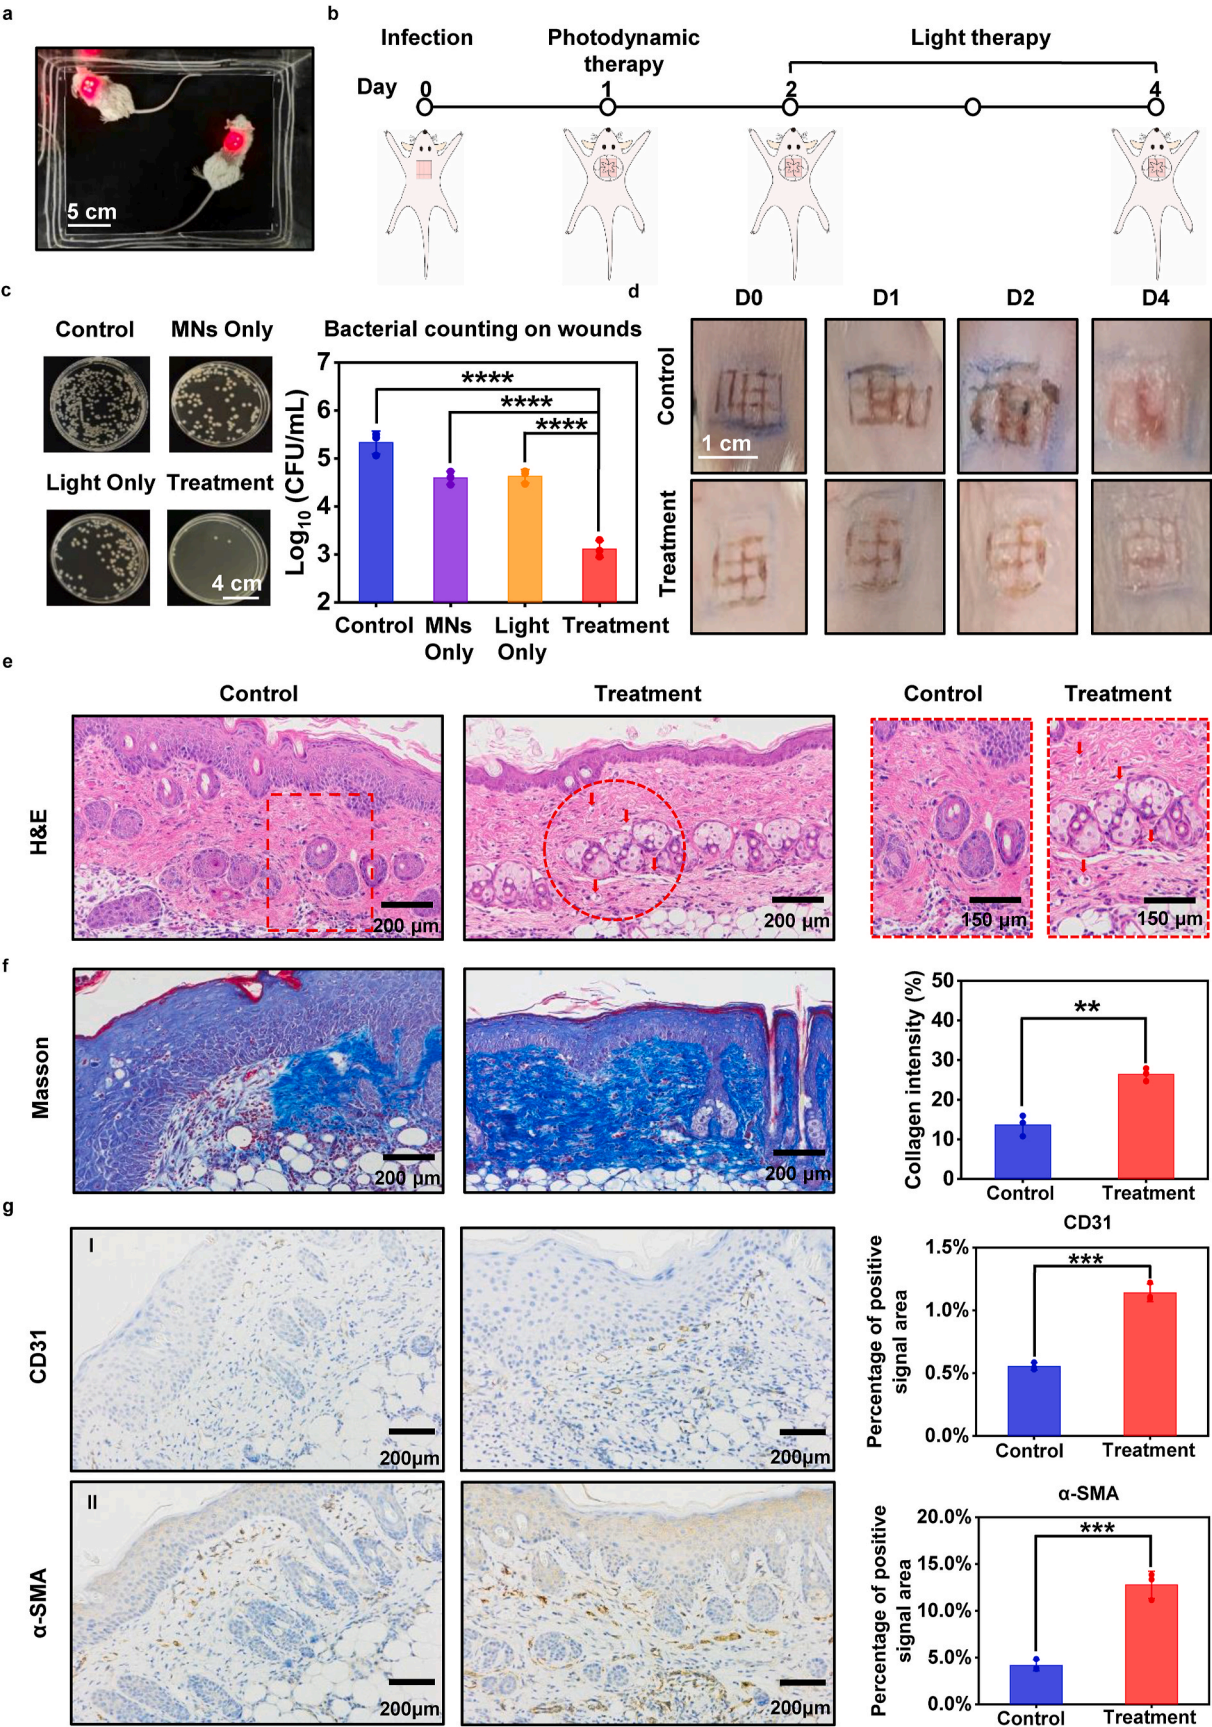 a
5 cm
b
Infection
Photodynamic
therapy
Light therapy
Day
0
1
2
4
c
Control
MNs Only
Light Only
Treatment
4 cm
Bacterial counting on wounds
Log10 (CFU/mL)
7
6
5
4
3
2
****
****
****
Control
MNs
Only
Light
Only
Treatment
d
D0
D1
D2
D4
Control
1 cm
Treatment
e
Control
Treatment
Control
Treatment
H&E
200 μm
200 μm
150 μm
150 μm
f
Masson
200 μm
200 μm
Collagen intensity (%)
50
40
30
20
10
0
**
Control
Treatment
g
I
CD31
200μm
200μm
CD31
Percentage of positive
signal area
1.5%
1.0%
0.5%
0.0%
***
Control
Treatment
II
α-SMA
200μm
200μm
α-SMA
Percentage of positive
signal area
20.0%
15.0%
10.0%
5.0%
0.0%
***
Control
Treatment